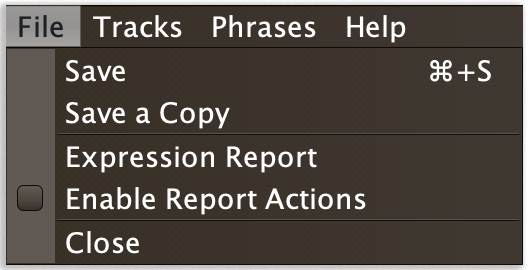 File Tracks Phrases Help
Save ⌘+S
Save a Copy
Expression Report
Enable Report Actions
Close